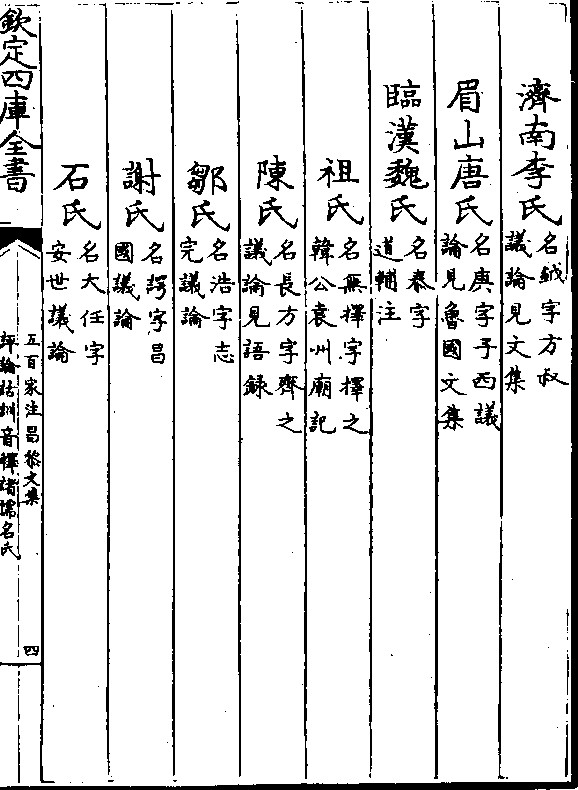 濟南李氏名鉞字方叔議論見文集
眉山唐氏名庚字子西議論見魯國文集
臨漢魏氏名泰字道輔注
祖氏名無擇字擇之韓公袁州廟記
陳氏名長方字齊之議論見語錄
鄒氏名浩字志完議論
謝氏名諤字昌國議論
石氏名大任字安世議論
欽定四庫全書
五百家注昌黎文集
評論詁訓音釋諸儒名氏
四